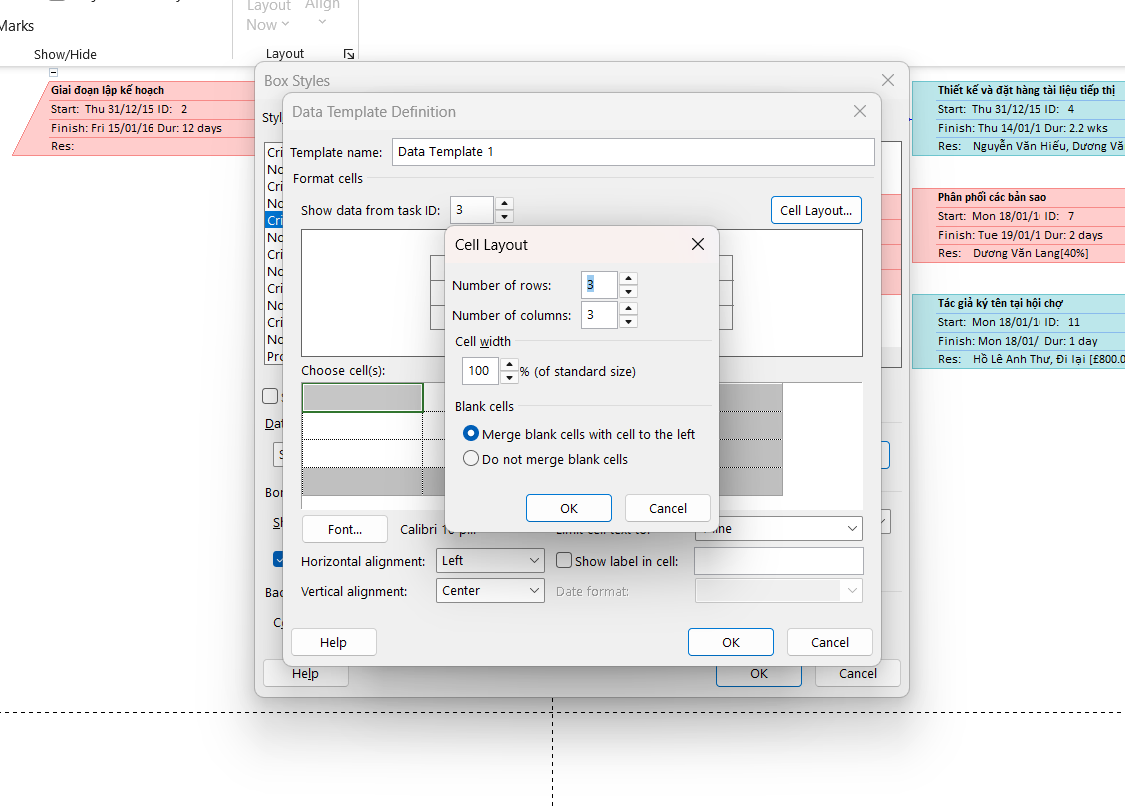 Layout
Align
Now
Marks
Show/Hide
Layout
Giai đoạn lập kế hoạch
Start: Thu 31/12/15 ID: 2
Finish: Fri 15/01/16 Dur: 12 days
Res:
Box Styles
Data Template Definition
Template name: Data Template 1
Format cells
Show data from task ID: 3
Cell Layout...
Cell Layout
Number of rows: 3
Number of columns: 3
Cell width
100 % (of standard size)
Blank cells
Merge blank cells with cell to the left
Do not merge blank cells
OK Cancel
Choose cell(s):
Font... Calibri
Horizontal alignment: Left
Show label in cell:
Vertical alignment: Center
Date format:
Help OK Cancel
Help OK Cancel
Thiết kế và đặt hàng tài liệu tiếp thị
Start: Thu 31/12/15 ID: 4
Finish: Thu 14/01/1 Dur: 2.2 wks
Res: Nguyễn Văn Hiếu, Dương Vă
Phân phối các bản sao
Start: Mon 18/01/1 ID: 7
Finish: Tue 19/01/1 Dur: 2 days
Res: Dương Văn Lang[40%]
Tác giả ký tên tại hội chợ
Start: Mon 18/01/1 ID: 11
Finish: Mon 18/01/ Dur: 1 day
Res: Hồ Lê Anh Thư, Đi lại [£800.0